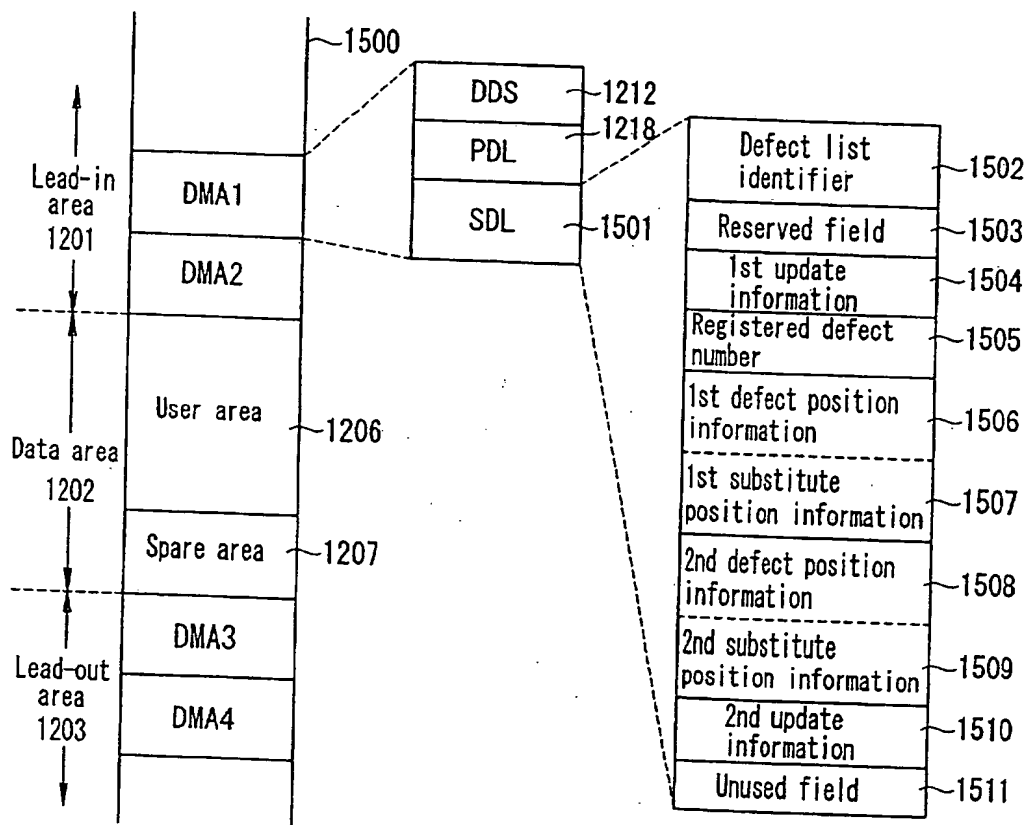 1500
Lead-in
area
1201
DMA1
DMA2
Data area
1202
User area
1206
Spare area
1207
Lead-out
area
1203
DMA3
DMA4
DDS
1212
PDL
1218
SDL
1501
Defect list
identifier
1502
Reserved field
1503
1st update
information
1504
Registered defect
number
1505
1st defect position
information
1506
1st substitute
position information
1507
2nd defect position
information
1508
2nd substitute
position information
1509
2nd update
information
1510
Unused field
1511